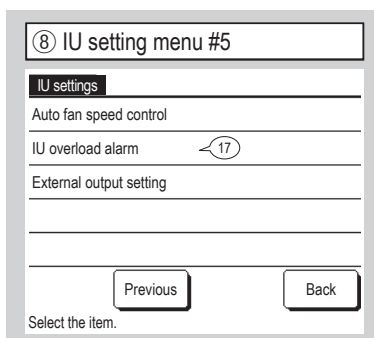 ⑧ IU setting menu #5
IU settings
Auto fan speed control
IU overload alarm ⑰
External output setting
Previous Back
Select the item.